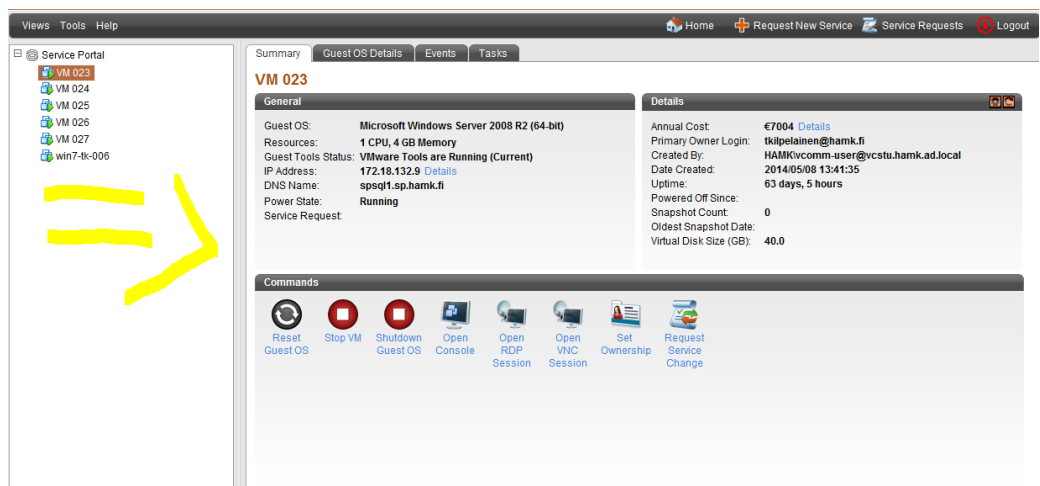 Views Tools Help Home Request New Service Service Requests Logout
Service Portal
VM 023
VM 024
VM 025
VM 026
VM 027
win7-tk-006
Summary Guest OS Details Events Tasks
VM 023
General
Guest OS: Microsoft Windows Server 2008 R2 (64-bit)
Resources: 1 CPU, 4 GB Memory
Guest Tools Status: VMware Tools are Running (Current)
IP Address: 172.18.132.9 Details
DNS Name: spsql1.sp.hamk.fi
Power State: Running
Service Request:
Details
Annual Cost: €7004 Details
Primary Owner Login: tkilpelainen@hamk.fi
Created By: HAMK\vcomm-user@vcstu.hamk.ad.local
Date Created: 2014/05/08 13:41:35
Uptime: 63 days, 5 hours
Powered Off Since:
Snapshot Count: 0
Oldest Snapshot Date:
Virtual Disk Size (GB): 40.0
Commands
Reset Guest OS
Stop VM
Shutdown Guest OS
Open Console
Open RDP Session
Open VNC Session
Set Ownership
Request Service Change